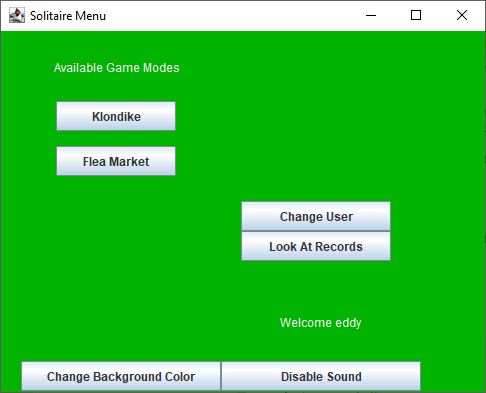 Solitaire Menu
Available Game Modes
Klondike
Flea Market
Change User
Look At Records
Welcome eddy
Change Background Color
Disable Sound